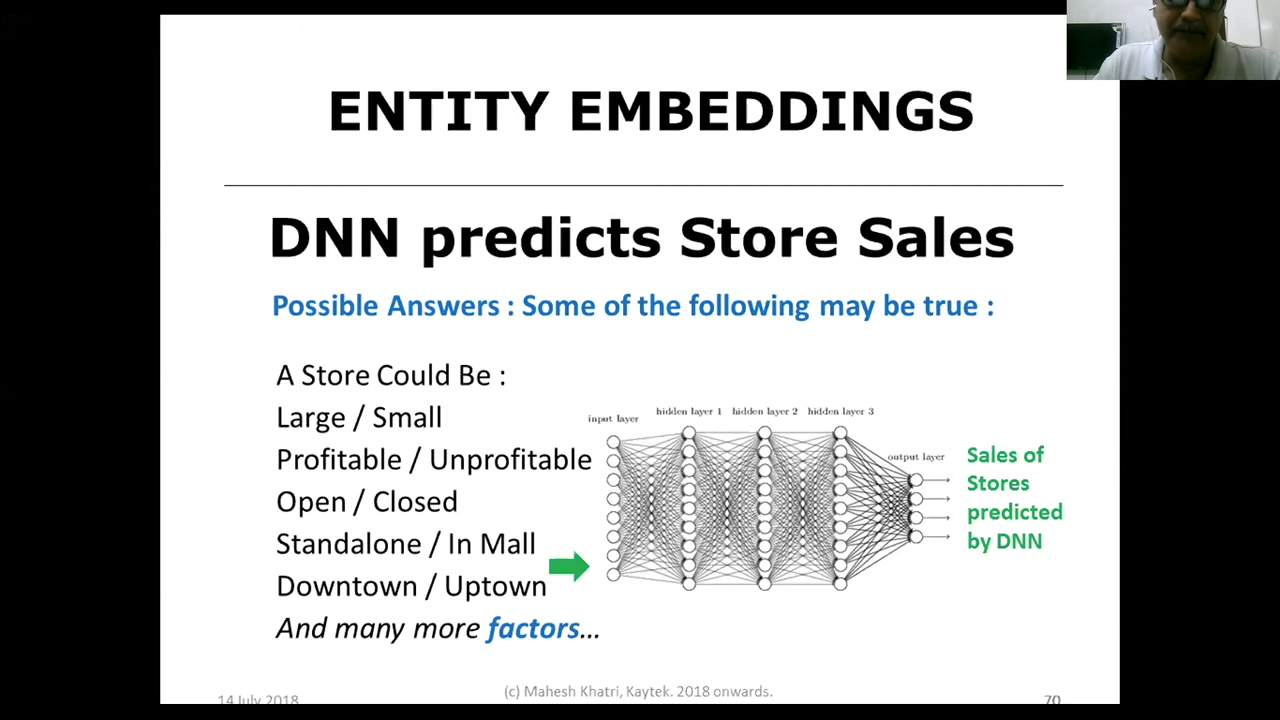 ENTITY EMBEDDINGS
DNN predicts Store Sales
Possible Answers : Some of the following may be true :
A Store Could Be :
Large / Small
Profitable / Unprofitable
Open / Closed
Standalone / In Mall
Downtown / Uptown
And many more factors...
input layer
hidden layer 1
hidden layer 2
hidden layer 3
output layer
Sales of
Stores
predicted
by DNN
14 July 2018
(c) Mahesh Khatri, Kaytek. 2018 onwards.
70